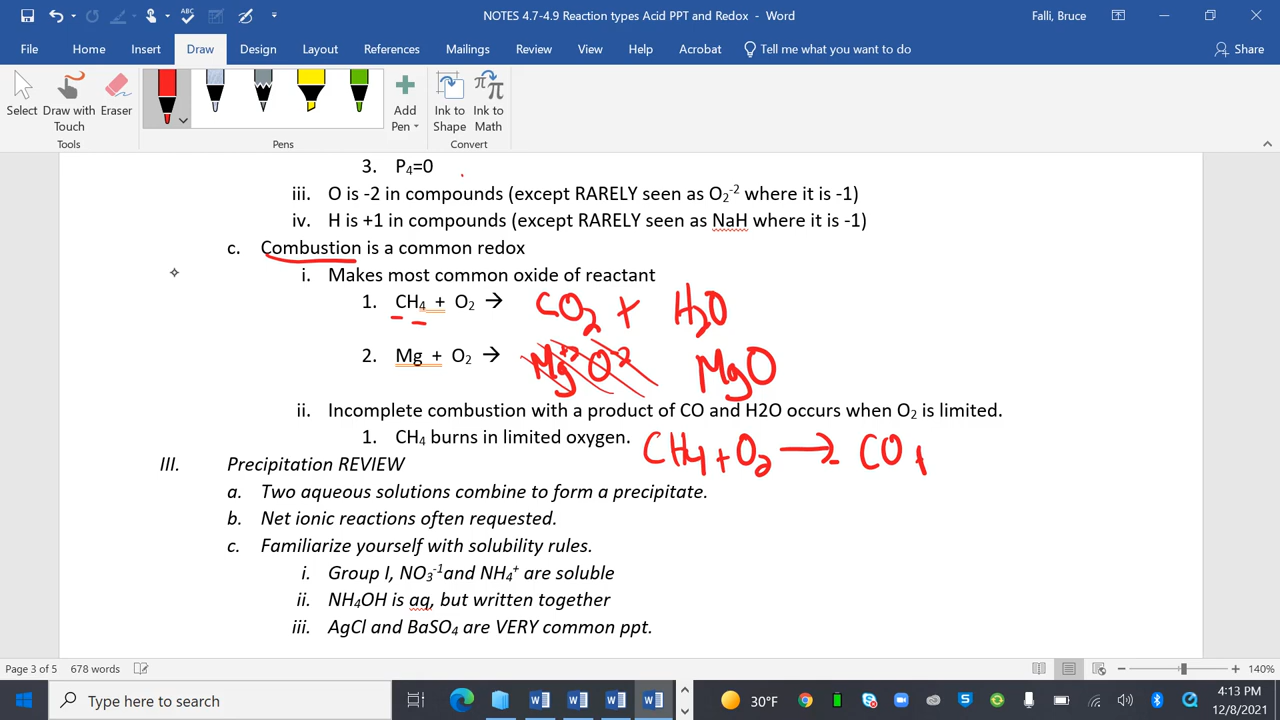 NOTES 4.7-4.9 Reaction types Acid PPT and Redox - Word
Falli, Bruce
File Home Insert Draw Design Layout References Mailings Review View Help Acrobat Tell me what you want to do Share
Select Draw with Touch Eraser Add Pen Ink to Shape Ink to Math
Tools Pens Convert
3. P₄=0
iii. O is -2 in compounds (except RARELY seen as O₂⁻² where it is -1)
iv. H is +1 in compounds (except RARELY seen as NaH where it is -1)
c. Combustion is a common redox
i. Makes most common oxide of reactant
1. CH₄ + O₂ → CO₂ + H₂O
2. Mg + O₂ → Mg⁺² O⁻² MgO
ii. Incomplete combustion with a product of CO and H2O occurs when O₂ is limited.
1. CH₄ burns in limited oxygen. CH₄ + O₂ → CO +
III. Precipitation REVIEW
a. Two aqueous solutions combine to form a precipitate.
b. Net ionic reactions often requested.
c. Familiarize yourself with solubility rules.
i. Group I, NO₃⁻¹and NH₄⁺ are soluble
ii. NH₄OH is aq, but written together
iii. AgCl and BaSO₄ are VERY common ppt.
Page 3 of 5 678 words 140%
Type here to search 30°F 4:13 PM
12/8/2021